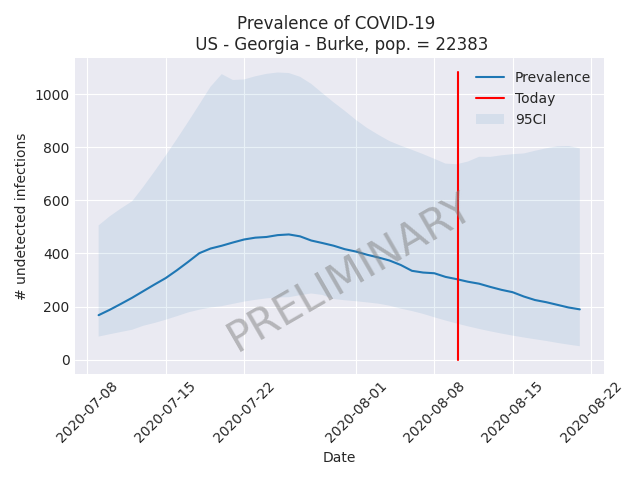 Prevalence of COVID-19
US - Georgia - Burke, pop. = 22383
# undetected infections
1000
800
600
400
200
0
Prevalence
Today
95CI
PRELIMINARY
2020-07-08
2020-07-15
2020-07-22
2020-08-01
2020-08-08
2020-08-15
2020-08-22
Date